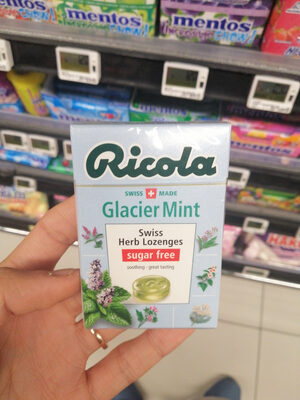 mentos
mentos
Ricola
SWISS MADE
Glacier Mint
Swiss
Herb Lozenges
sugar free
soothing - great tasting